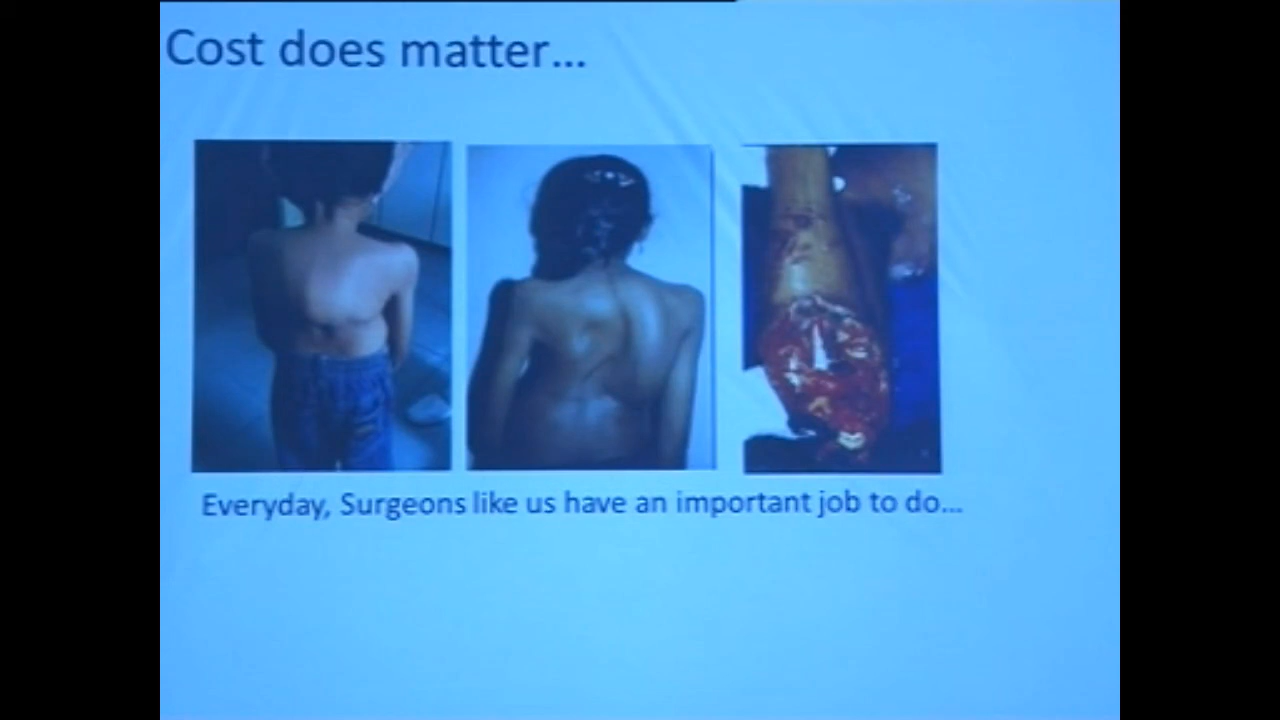 Cost does matter...
Everyday, Surgeons like us have an important job to do...